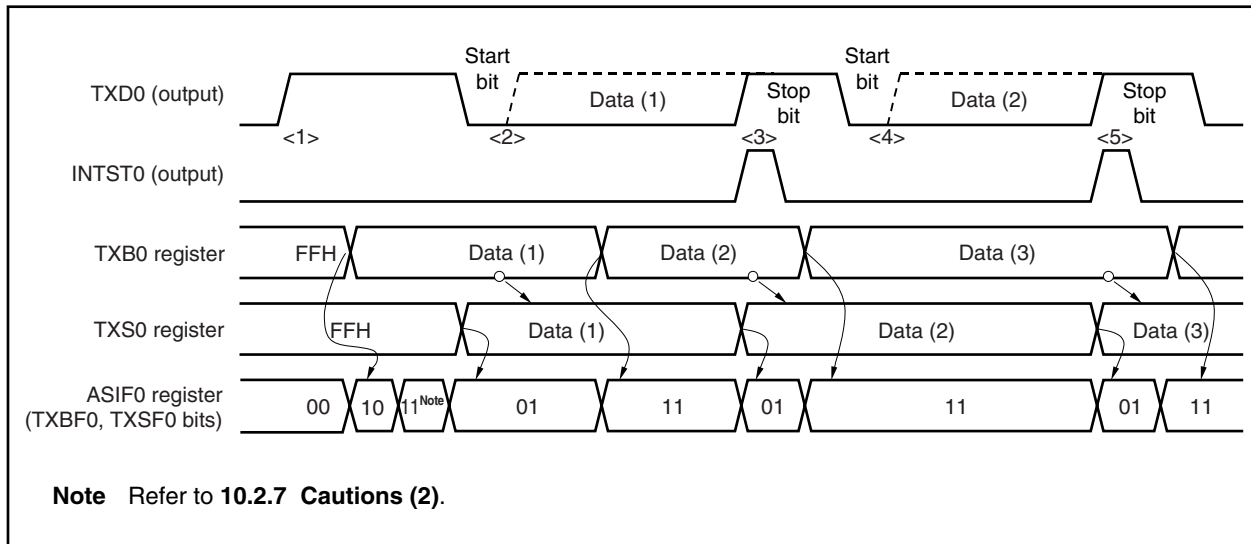 Start bit
Start bit
TXD0 (output)
Data (1)
Stop bit
Data (2)
Stop bit
<1>
<2>
<3>
<4>
<5>
INTST0 (output)
TXB0 register
FFH
Data (1)
Data (2)
Data (3)
TXS0 register
FFH
Data (1)
Data (2)
Data (3)
ASIF0 register
(TXBF0, TXSF0 bits)
00
10
11Note
01
11
01
11
01
11
Note Refer to 10.2.7 Cautions (2).